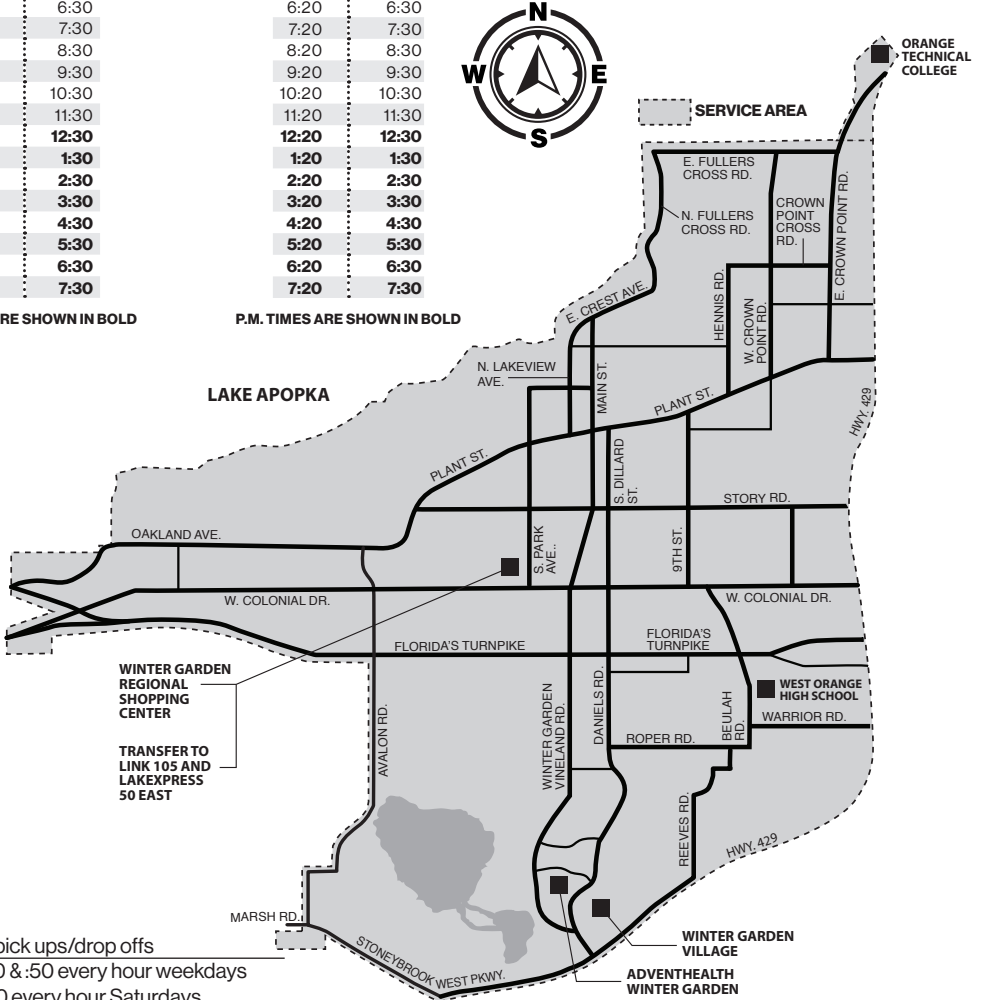 6:30 6:20 6:30
7:30 7:20 7:30
8:30 8:20 8:30
9:30 9:20 9:30
10:30 10:20 10:30
11:30 11:20 11:30
12:30 12:20 12:30
1:30 1:20 1:30
2:30 2:20 2:30
3:30 3:20 3:30
4:30 4:20 4:30
5:30 5:20 5:30
6:30 6:20 6:30
7:30 7:20 7:30
RE SHOWN IN BOLD
P.M. TIMES ARE SHOWN IN BOLD
N
W E
S
SERVICE AREA
ORANGE
TECHNICAL
COLLEGE
E. FULLERS
CROSS RD.
N. FULLERS
CROSS RD.
CROWN
POINT
CROSS
RD.
E. CROWN POINT RD.
E. CREST AVE.
HENNIS RD.
W. CROWN
POINT RD.
N. LAKEVIEW
AVE.
MAIN ST.
LAKE APOPKA
PLANT ST.
HWY. 429
PLANT ST.
S. DILLARD
ST.
STORY RD.
OAKLAND AVE.
S. PARK
AVE..
9TH ST.
W. COLONIAL DR.
W. COLONIAL DR.
FLORIDA'S TURNPIKE
FLORIDA'S
TURNPIKE
WINTER GARDEN
REGIONAL
SHOPPING
CENTER
TRANSFER TO
LINK 105 AND
LAKEXPRESS
50 EAST
AVALON RD.
WINTER GARDEN
VINELAND RD.
DANIELS RD.
WEST ORANGE
HIGH SCHOOL
BEULAH
RD.
WARRIOR RD.
ROPER RD.
REEVES RD.
HWY. 429
MARSH RD.
STONEYBROOK WEST PKWY.
WINTER GARDEN
VILLAGE
ADVENTHEALTH
WINTER GARDEN
pick ups/drop offs
0 & :50 every hour weekdays
0 every hour Saturdays